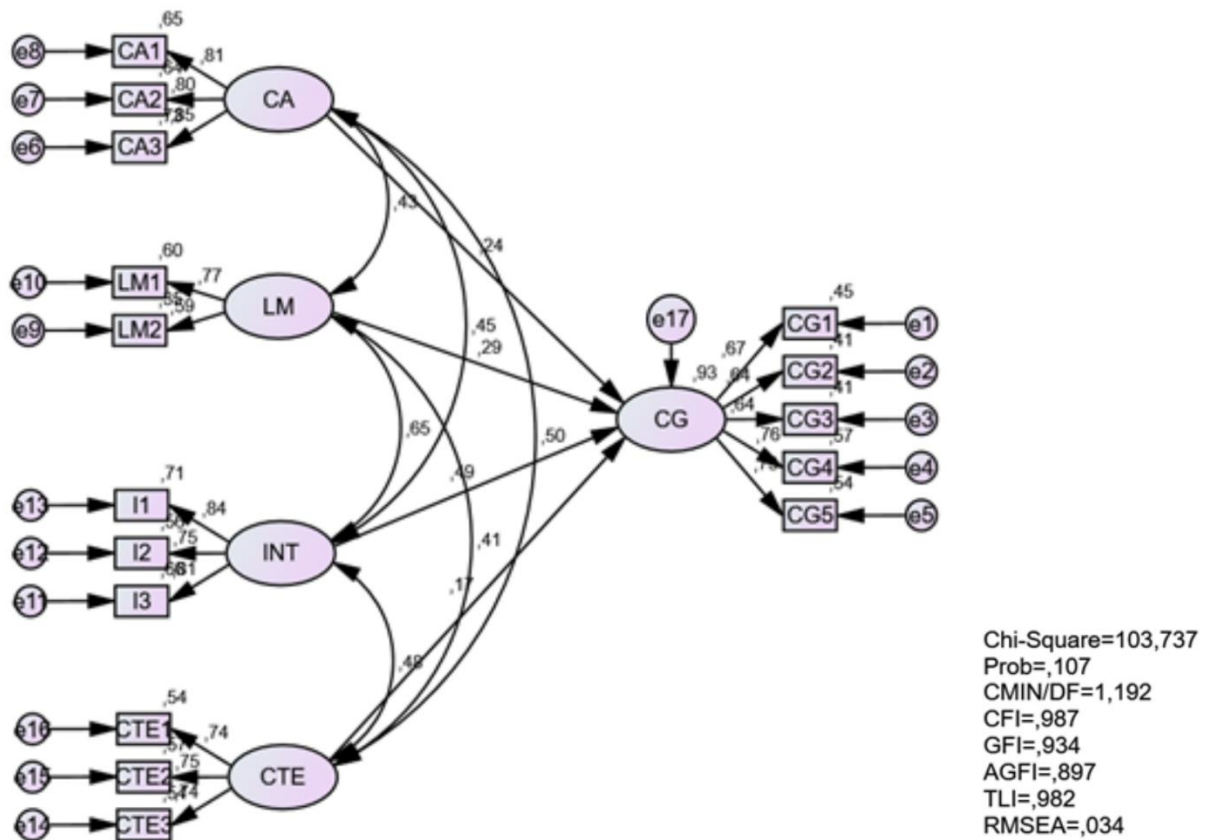 ,65
e8 CA1 ,81
e7 CA2 ,80
e6 CA3
CA
,43
,24
,60
e10 LM1 ,77
e9 LM2 ,59
LM
,45
,29
,65
,50
e17
,93
CG
,45
,67 CG1 e1
,41
,64 CG2 e2
,41
,64 CG3 e3
,57
,76 CG4 e4
,54
CG5 e5
,71
e13 I1 ,84
e12 I2 ,75
e11 I3 ,81
INT
,49
,41
,17
,48
,54
e16 CTE1 ,74
e15 CTE2 ,75
e14 CTE3 ,74
CTE
Chi-Square=103,737
Prob=,107
CMIN/DF=1,192
CFI=,987
GFI=,934
AGFI=,897
TLI=,982
RMSEA=,034